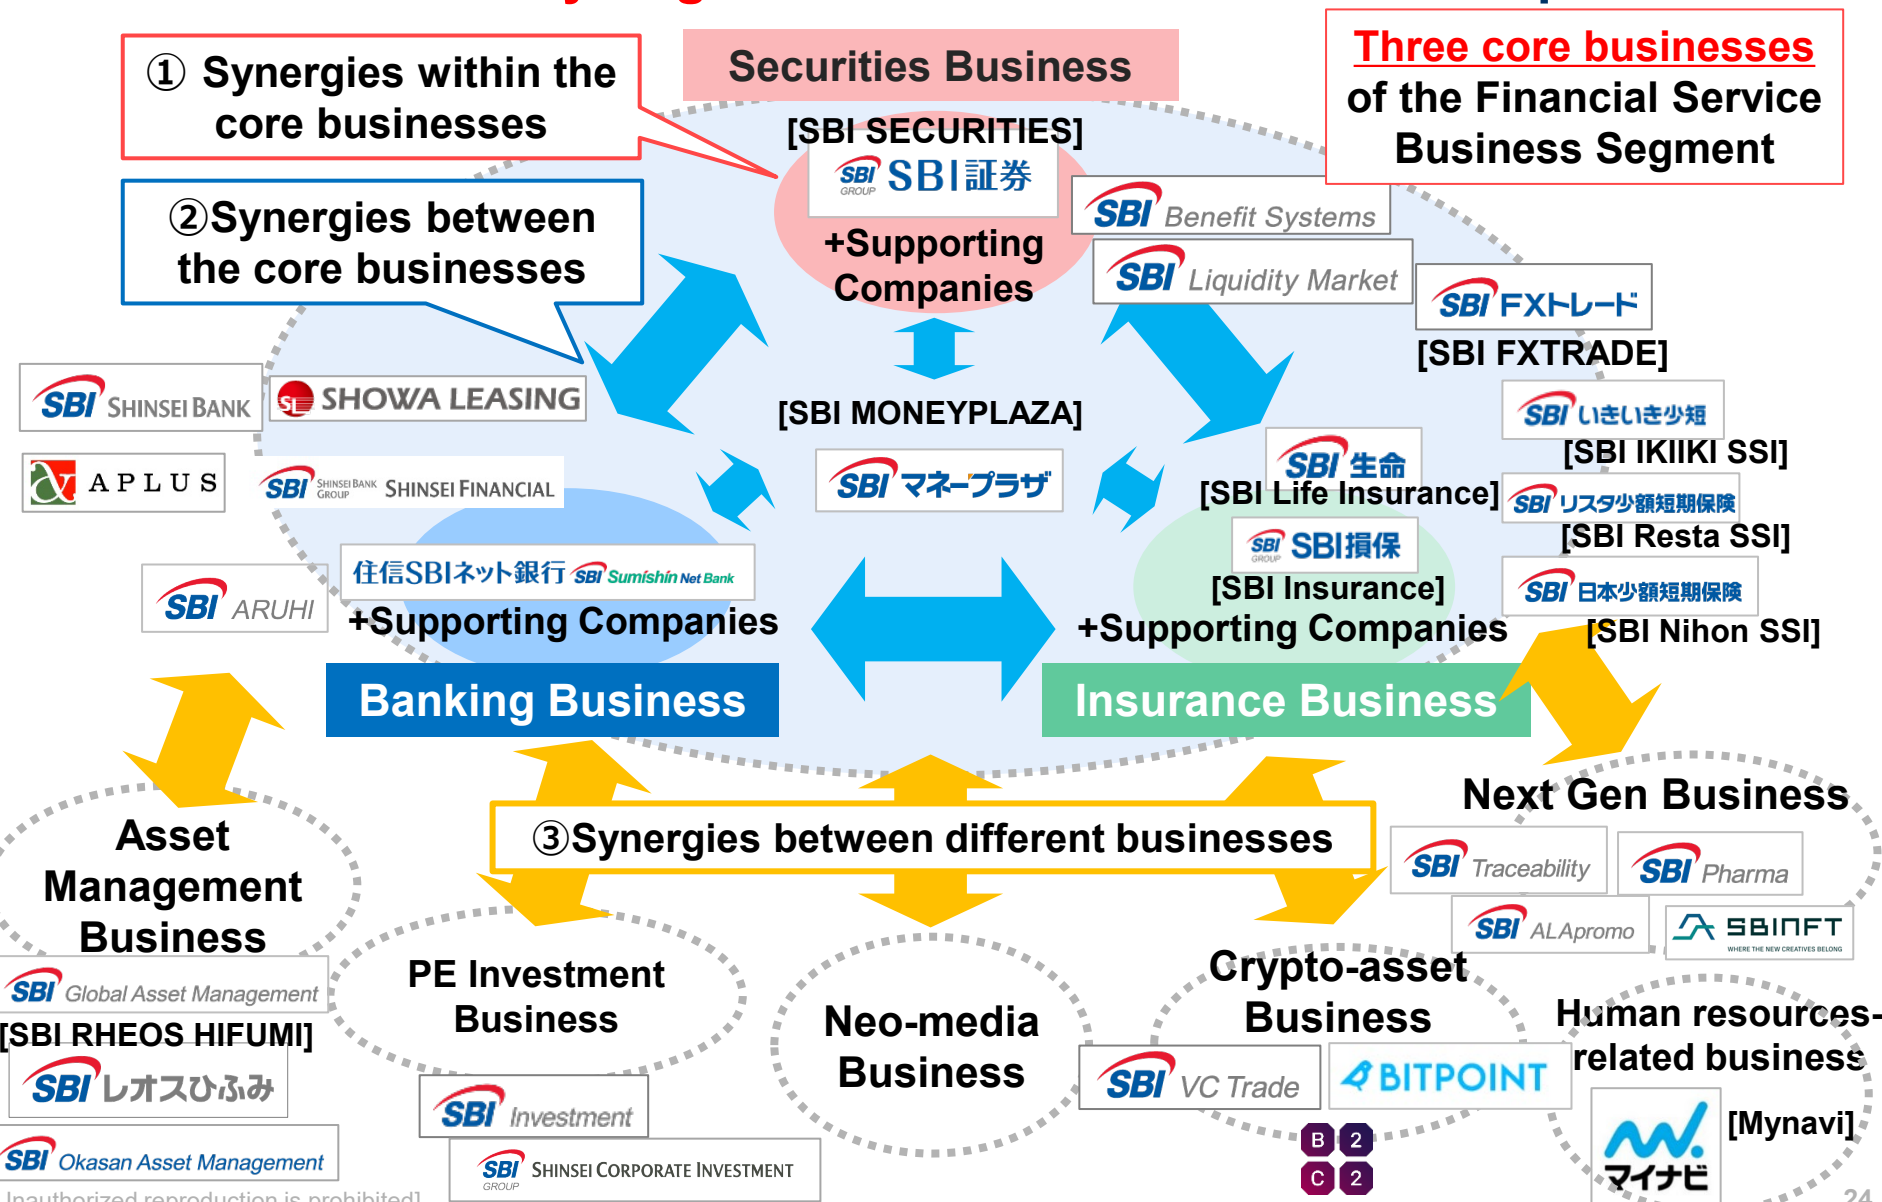 ① Synergies within the
core businesses
Securities Business
Three core businesses
of the Financial Service
Business Segment
[SBI SECURITIES]
SBI GROUP SBI証券
+Supporting
Companies
②Synergies between
the core businesses
SBI Benefit Systems
SBI Liquidity Market
SBI FXトレード
[SBI FXTRADE]
SBI SHINSEI BANK
SL SHOWA LEASING
APLUS
SBI SHINSEI BANK GROUP SHINSEI FINANCIAL
[SBI MONEYPLAZA]
SBI マネープラザ
SBI 生命
[SBI Life Insurance]
SBI GROUP SBI損保
[SBI Insurance]
+Supporting Companies
SBI いきいき少短
[SBI IKIIKI SSI]
SBI リスタ少額短期保険
[SBI Resta SSI]
SBI 日本少額短期保険
[SBI Nihon SSI]
SBI ARUHI
住信SBIネット銀行 SBI Sumishin Net Bank
+Supporting Companies
Banking Business
Insurance Business
③Synergies between different businesses
Asset
Management
Business
SBI Global Asset Management
[SBI RHEOS HIFUMI]
SBI レオスひふみ
SBI Okasan Asset Management
PE Investment
Business
SBI Investment
SBI GROUP SHINSEI CORPORATE INVESTMENT
Neo-media
Business
Crypto-asset
Business
SBI VC Trade
BITPOINT
B 2
C 2
Next Gen Business
SBI Traceability
SBI Pharma
SBI ALApromo
SBINFT
WHERE THE NEW CREATIVES BELONG
Human resources-
related business
マイナビ
[Mynavi]
reproduction is prohibited]
24